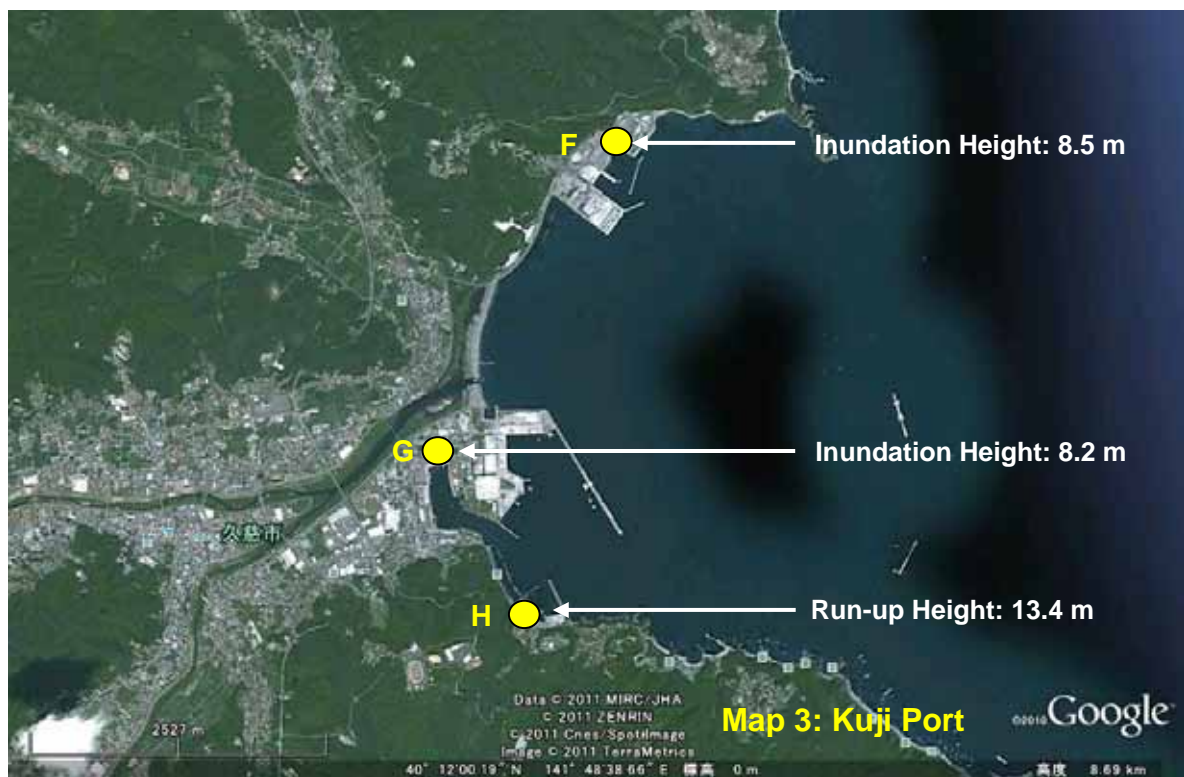 F
Inundation Height: 8.5 m
G
Inundation Height: 8.2 m
久慈市
H
Run-up Height: 13.4 m
Data © 2011 MIRC/JHA
© 2011 ZENRIN
© 2011 Cnes/SpotImage
Image © 2011 TerraMetrics
Map 3: Kuji Port
©2010 Google
2527 m
40° 12'00.19" N 141° 48'38.66" E 標高 0 m
高度 8.69 km